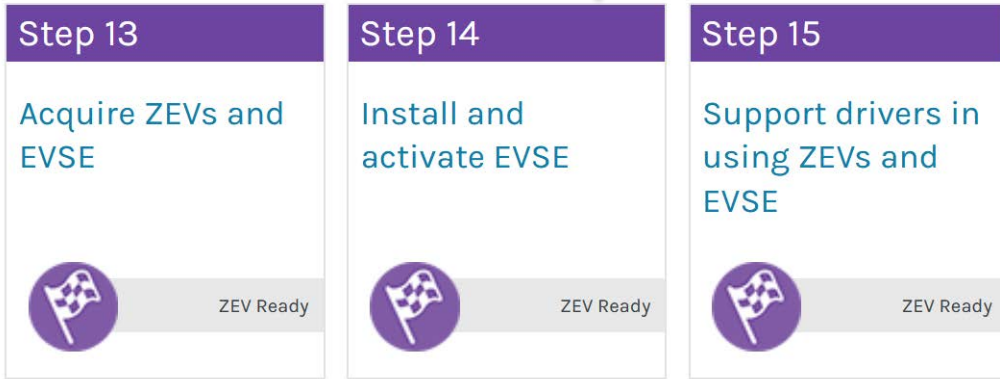 Step 13
Acquire ZEVs and
EVSE
ZEV Ready
Step 14
Install and
activate EVSE
ZEV Ready
Step 15
Support drivers in
using ZEVs and
EVSE
ZEV Ready